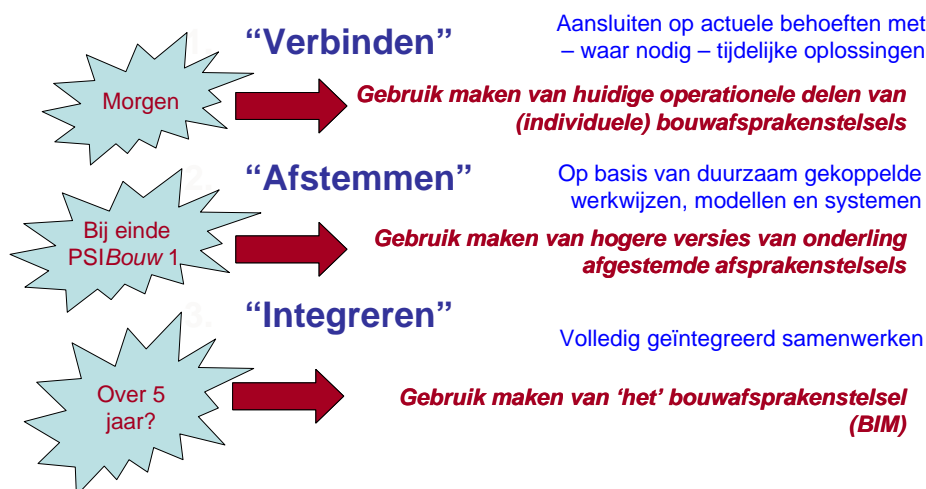 1. “Verbinden”
Aansluiten op actuele behoeften met
– waar nodig – tijdelijke oplossingen
Morgen
Gebruik maken van huidige operationele delen van
(individuele) bouwafsprakenstelsels
2. “Afstemmen”
Op basis van duurzaam gekoppelde
werkwijzen, modellen en systemen
Bij einde
PSIBouw 1
Gebruik maken van hogere versies van onderling
afgestemde afsprakenstelsels
3. “Integreren”
Volledig geïntegreerd samenwerken
Over 5
jaar?
Gebruik maken van ‘het’ bouwafsprakenstelsel
(BIM)